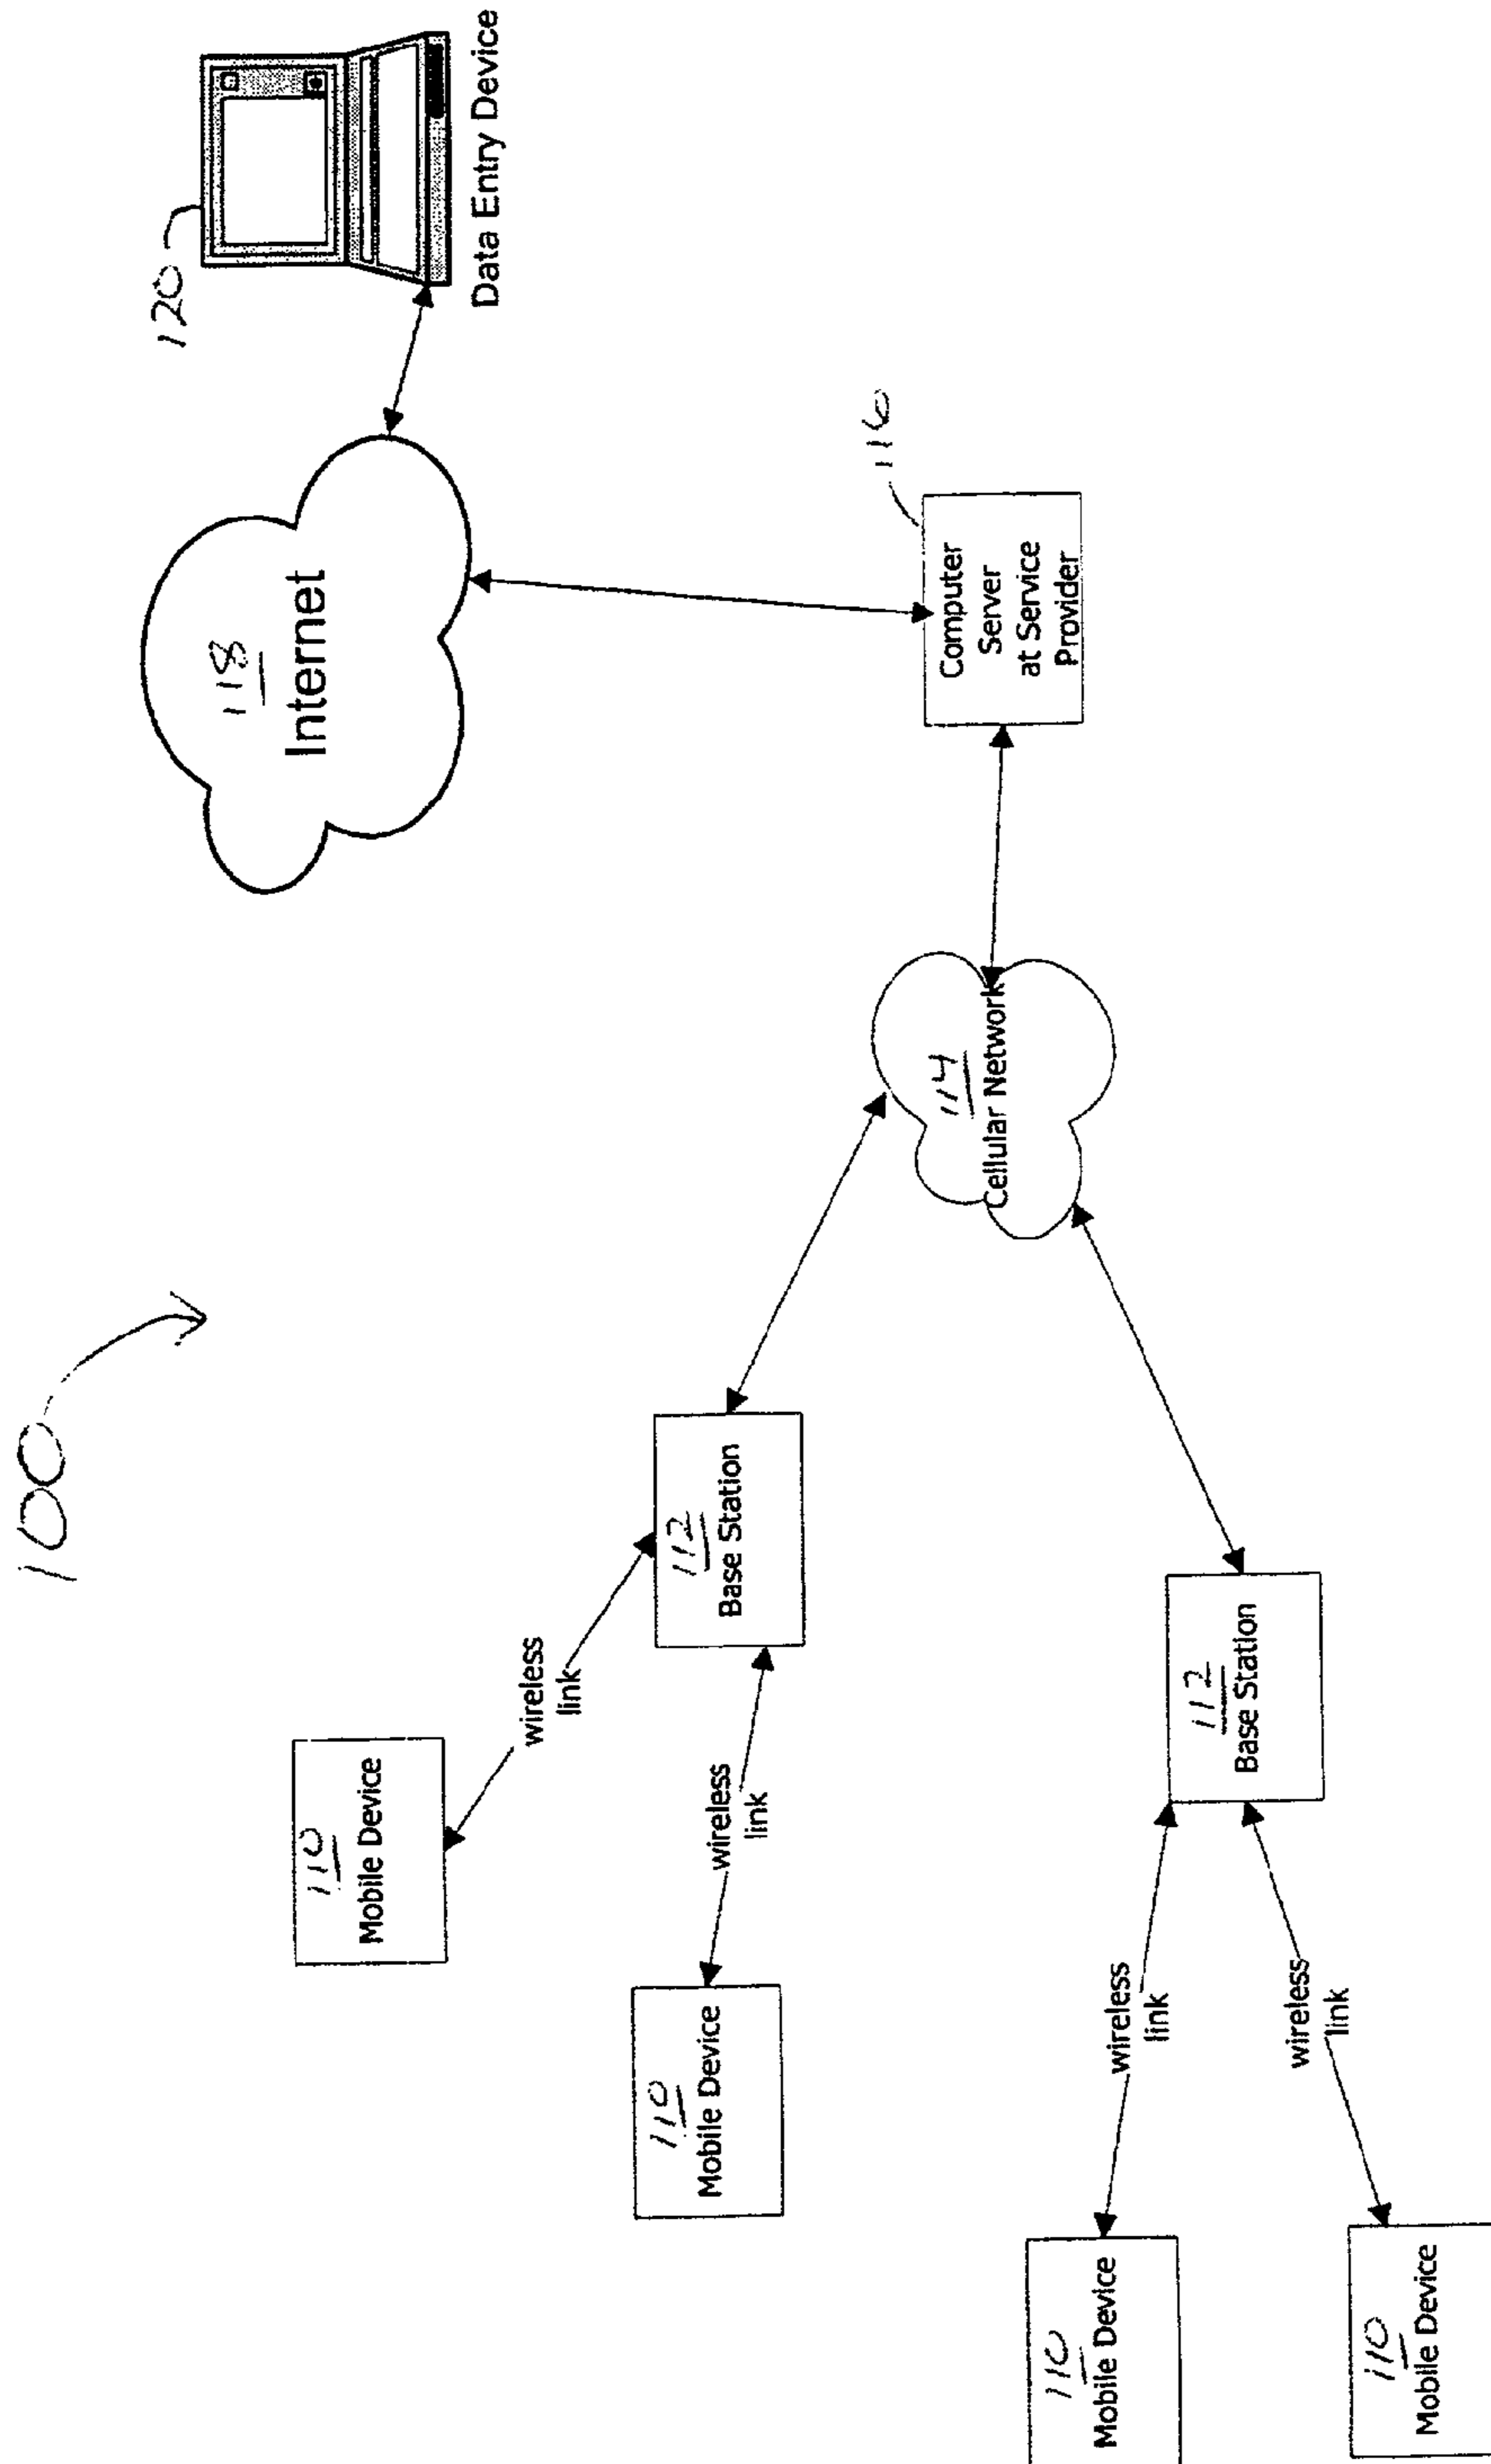 100
120
Data Entry Device
118
Internet
116
Computer
Server
at Service
Provider
114
Cellular Network
110
Mobile Device
wireless
link
112
Base Station
110
Mobile Device
wireless
link
110
Mobile Device
wireless
link
112
Base Station
110
Mobile Device
wireless
link